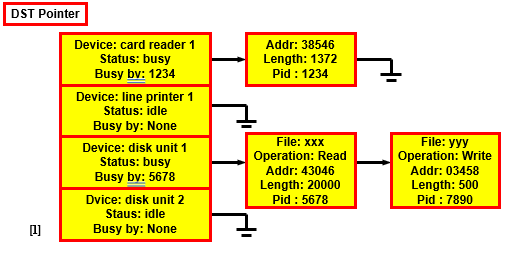 DST Pointer
Device: card reader 1
Status: busy
Busy by: 1234
Addr: 38546
Length: 1372
Pid : 1234
Device: line printer 1
Status: idle
Busy by: None
Device: disk unit 1
Status: busy
Busy by: 5678
File: xxx
Operation: Read
Addr: 43046
Length: 20000
Pid : 5678
File: yyy
Operation: Write
Addr: 03458
Length: 500
Pid : 7890
Dvice: disk unit 2
Staus: idle
Busy by: None
[1]